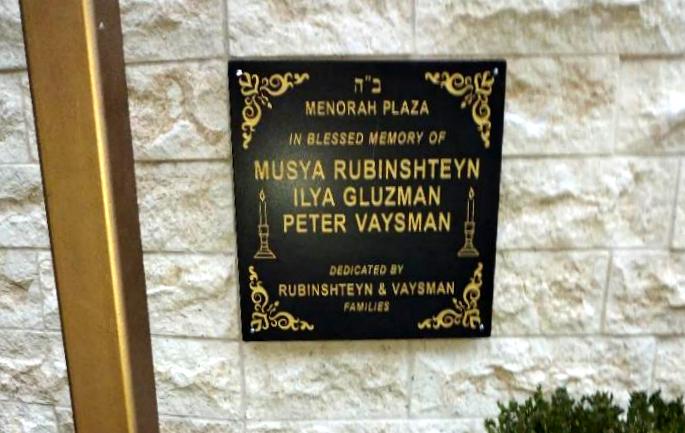 ב"ה
MENORAH PLAZA
IN BLESSED MEMORY OF
MUSYA RUBINSHTEYN
ILYA GLUZMAN
PETER VAYSMAN
DEDICATED BY
RUBINSHTEYN & VAYSMAN
FAMILIES